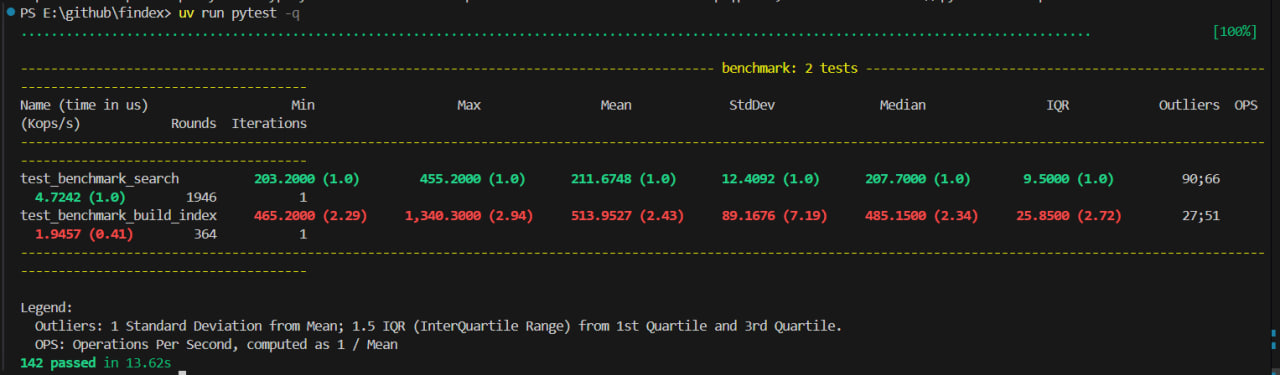 PS E:\github\findex> uv run pytest -q
.............................................................................................................................................. [100%]
-------------------------------------------------------------------------------------------- benchmark: 2 tests -----------------------------------------------------
--------------------------------------
Name (time in us) Min Max Mean StdDev Median IQR Outliers OPS
(Kops/s) Rounds Iterations
---------------------------------------------------------------------------------------------------------------------------------------------------------------------
--------------------------------------
test_benchmark_search 203.2000 (1.0) 455.2000 (1.0) 211.6748 (1.0) 12.4092 (1.0) 207.7000 (1.0) 9.5000 (1.0) 90;66
4.7242 (1.0) 1946 1
test_benchmark_build_index 465.2000 (2.29) 1,340.3000 (2.94) 513.9527 (2.43) 89.1676 (7.19) 485.1500 (2.34) 25.8500 (2.72) 27;51
1.9457 (0.41) 364 1
---------------------------------------------------------------------------------------------------------------------------------------------------------------------
--------------------------------------
Legend:
Outliers: 1 Standard Deviation from Mean; 1.5 IQR (InterQuartile Range) from 1st Quartile and 3rd Quartile.
OPS: Operations Per Second, computed as 1 / Mean
142 passed in 13.62s